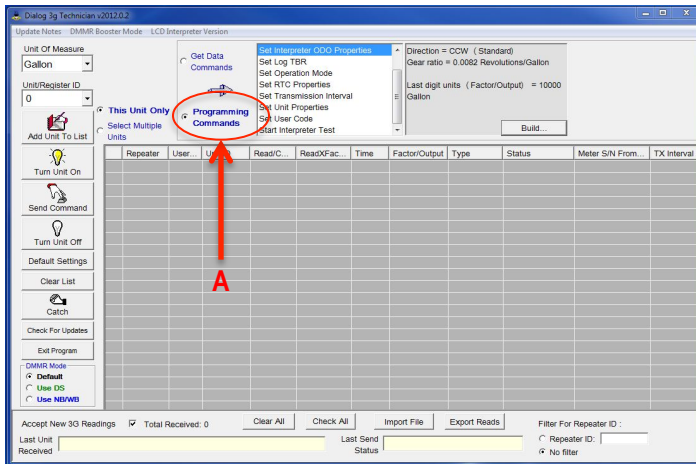 Dialog 3g Technician v2012.0.2
Update Notes DMMR Booster Mode LCD Interpreter Version
Unit Of Measure
Gallon
Unit/Register ID
0
This Unit Only
Select Multiple
Units
Get Data
Commands
Programming
Commands
Set Interpreter ODO Properties
Set Log TBR
Set Operation Mode
Set RTC Properties
Set Transmission Interval
Set Unit Properties
Set User Code
Start Interpreter Test
Direction = CCW ( Standard)
Gear ratio = 0.0082 Revolutions/Gallon
Last digit units ( Factor/Output) = 10000
Gallon
Build...
Add Unit To List
Turn Unit On
Send Command
Turn Unit Off
Default Settings
Clear List
Catch
Check For Updates
Exit Program
DMMR Mode
Default
Use DS
Use NB/WB
Repeater User... Read/C... ReadXFac... Time Factor/Output Type Status Meter S/N From... TX Interval
A
Accept New 3G Readings Total Received: 0 Clear All Check All Import File Export Reads Filter For Repeater ID :
Last Unit
Received
Last Send
Status
Repeater ID:
No filter